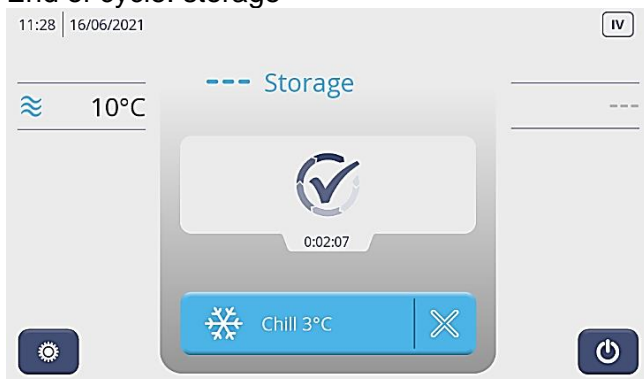 End of cycle: storage
11:28 16/06/2021
IV
--- Storage
10°C
---
0:02:07
Chill 3°C